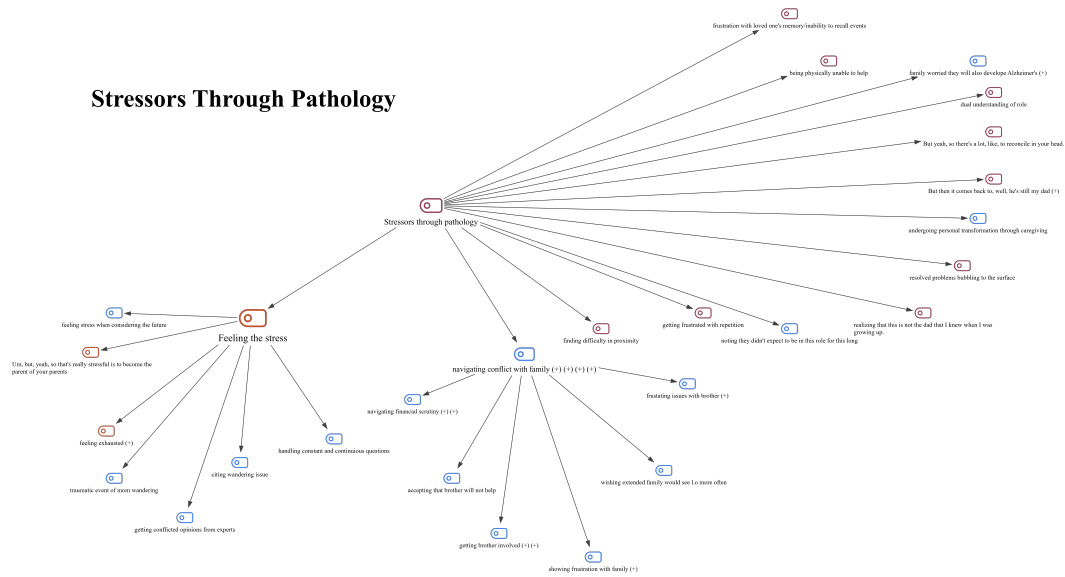 frustration with loved one's memory/inability to recall events
being physically unable to help
family worried they will also develope Alzheimer's (+)
Stressors Through Pathology
dual understanding of role
But yeah, so there's a lot, like, to reconcile in your head.
But then it comes back to, well, he's still my dad (+)
Stressors through pathology
undergoing personal transformation through caregiving
resolved problems bubbling to the surface
feeling stress when considering the future
Feeling the stress
getting frustrated with repetition
realizing that this is not the dad that I knew when I was
growing up.
finding difficulty in proximity
noting they didn't expect to be in this role for this long
Um, but, yeah, so that's really stressful is to become the
parent of your parents
navigating conflict with family (+) (+) (+) (+)
frustating issues with brother (+)
navigating financial scrutiny (+) (+)
feeling exhausted (+)
handling constant and continuious questions
citing wandering issue
traumatic event of mom wandering
accepting that brother will not help
wishing extended family would see Lo more often
getting conflicted opinions from experts
getting brother involved (+) (+)
showing frustration with family (+)